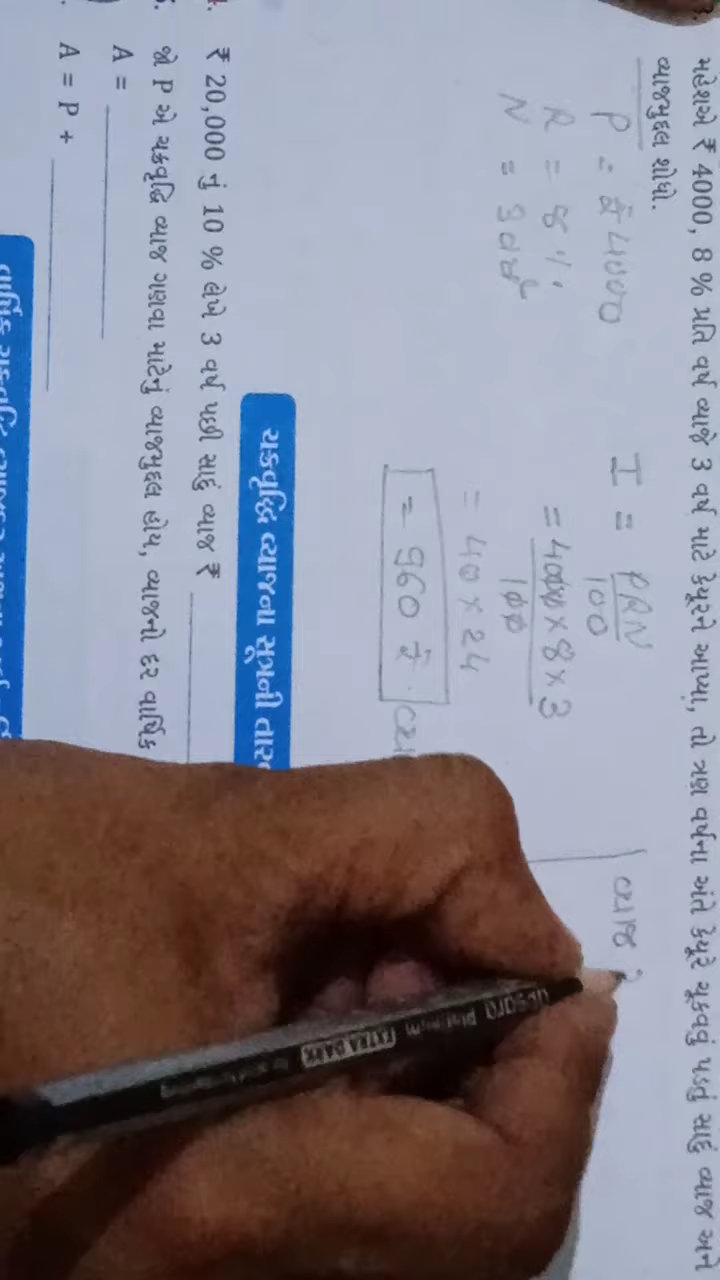 મહેશએ ₹ 4000, 8 % પ્રતિ વર્ષ વ્યાજે 3 વર્ષ માટે કેયૂરને આપ્યા, તો ત્રણ વર્ષના અંતે કેયૂરે ચૂકવવું પડતું સાદું વ્યાજ અને
વ્યાજમુદ્દલ શોધો.
P = ₹ 4000
R = 8 %
N = 3 વર્ષ
I = PRN
100
= 4000 × 8 × 3
100
= 40 × 24
= 960 ₹.
વ્યાજ
ચક્રવૃદ્ધિ વ્યાજના સૂત્રની
₹ 20,000 નું 10 % લેખે 3 વર્ષ પછી સાદું વ્યાજ ₹
જો P એ ચક્રવૃદ્ધિ વ્યાજ ગણવા માટેનું વ્યાજમુદ્દલ હોય, વ્યાજનો દર વાર્ષિક
A =
A = P +
apsara Platinum EXTRA DARK